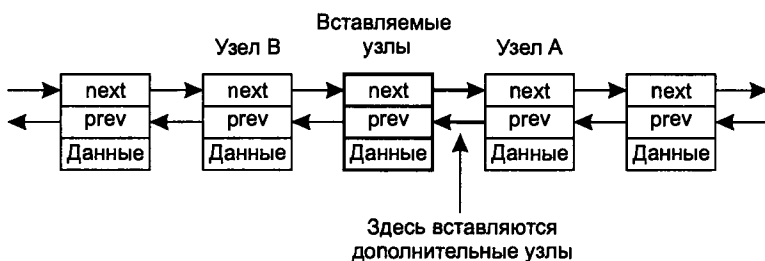 Вставляемые
узлы
Узел В
Узел А
next next next next next
prev prev prev prev prev
Данные Данные Данные Данные Данные
Здесь вставляются
дополнительные узлы